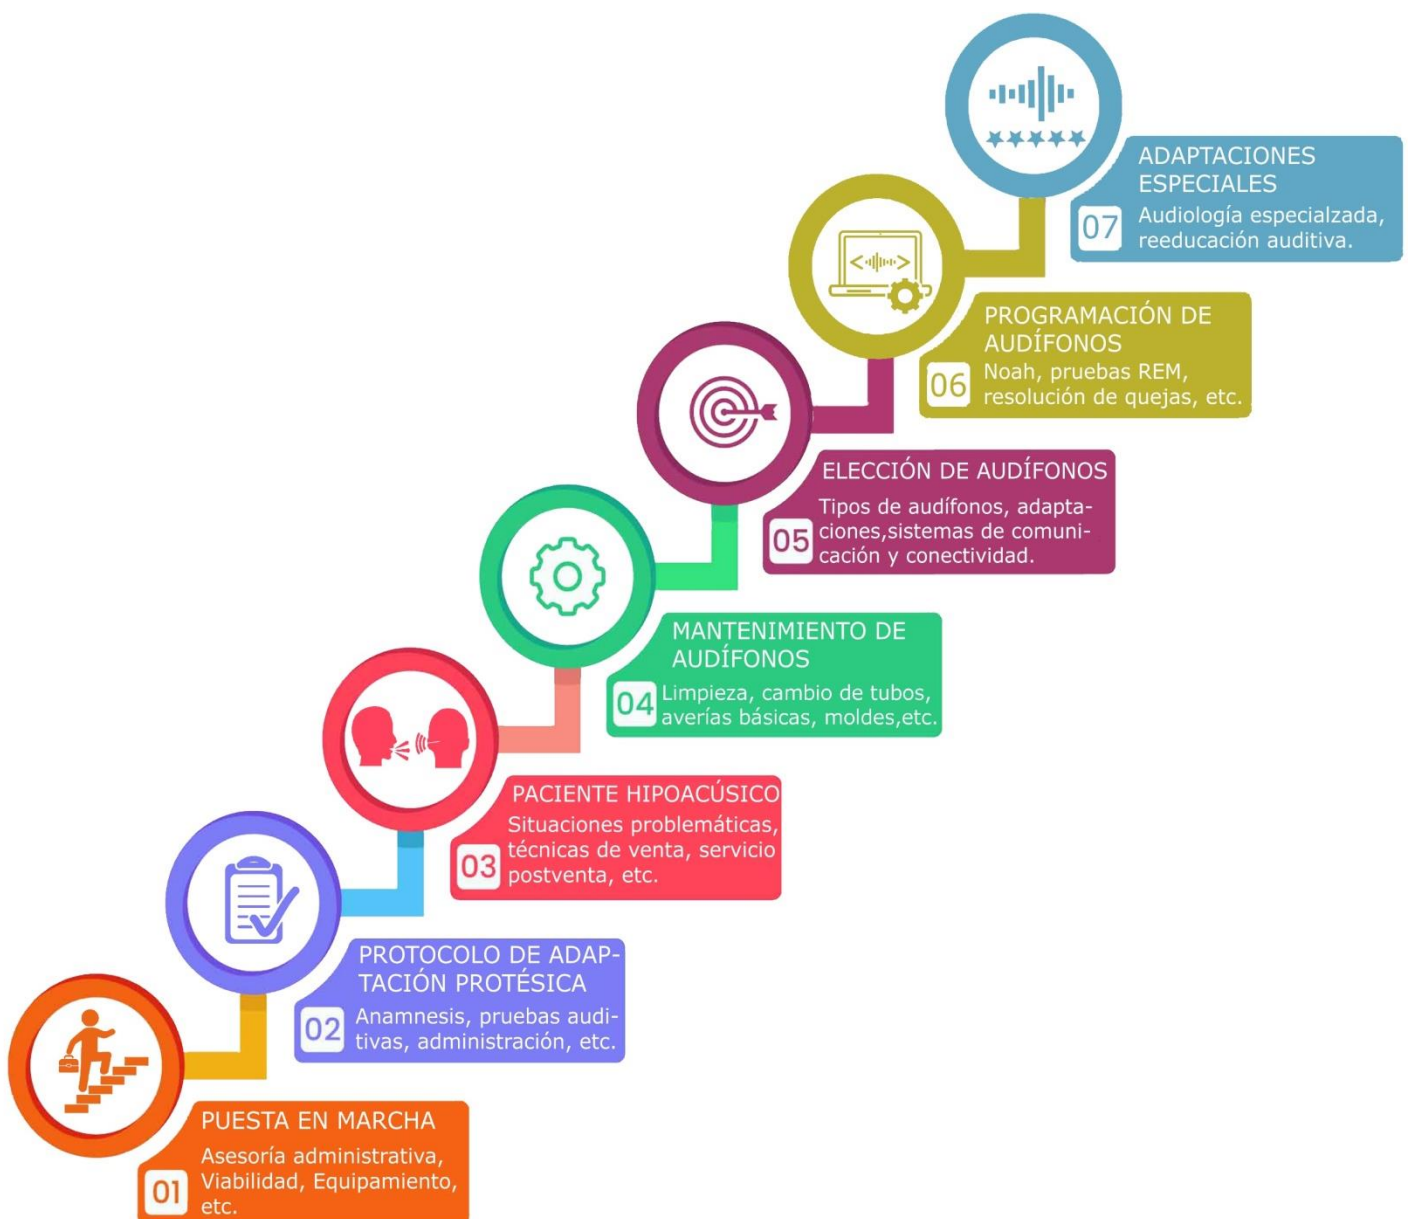 ADAPTACIONES
ESPECIALES
07
Audiología especialzada,
reeducación auditiva.
PROGRAMACIÓN DE
AUDÍFONOS
06
Noah, pruebas REM,
resolución de quejas, etc.
ELECCIÓN DE AUDÍFONOS
05
Tipos de audífonos, adapta-
ciones,sistemas de comuni-
cación y conectividad.
MANTENIMIENTO DE
AUDÍFONOS
04
Limpieza, cambio de tubos,
averías básicas, moldes,etc.
PACIENTE HIPOACÚSICO
03
Situaciones problemáticas,
técnicas de venta, servicio
postventa, etc.
PROTOCOLO DE ADAP-
TACIÓN PROTÉSICA
02
Anamnesis, pruebas audi-
tivas, administración, etc.
PUESTA EN MARCHA
01
Asesoría administrativa,
Viabilidad, Equipamiento,
etc.